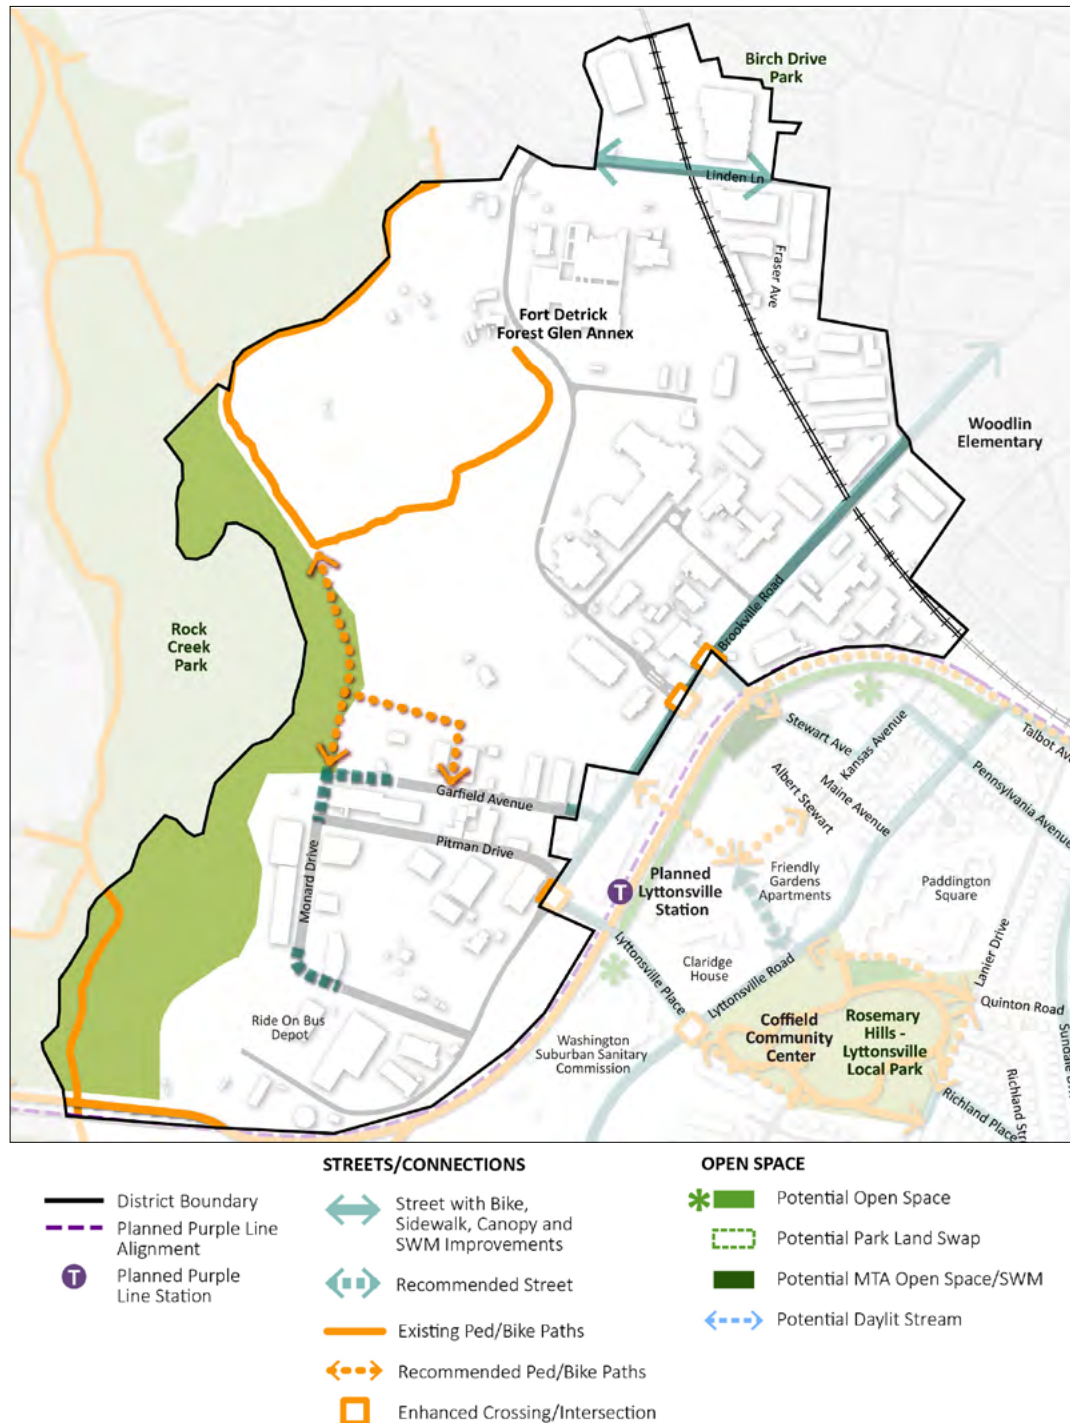 Birch Drive
Park
Linden Ln
Fraser Ave
Fort Detrick
Forest Glen Annex
Woodlin
Elementary
Rock
Creek
Park
Brookville Road
Stewart Ave
Kansas Avenue
Talbot Ave
Albert Stewart
Maine Avenue
Pennsylvania Avenue
Garfield Avenue
Pitman Drive
Monard Drive
T
Planned
Lyttonsville
Station
Friendly
Gardens
Apartments
Paddington
Square
Lyttonsville Place
Claridge
House
Lyttonsville Road
Lanier Drive
Quinton Road
Ride On Bus
Depot
Washington
Suburban Sanitary
Commission
Coffield
Community
Center
Rosemary
Hills -
Lyttonsville
Local Park
Richland Place
STREETS/CONNECTIONS
OPEN SPACE
District Boundary
Planned Purple Line
Alignment
T
Planned Purple
Line Station
Street with Bike,
Sidewalk, Canopy and
SWM Improvements
Recommended Street
Existing Ped/Bike Paths
Recommended Ped/Bike Paths
Enhanced Crossing/Intersection
Potential Open Space
Potential Park Land Swap
Potential MTA Open Space/SWM
Potential Daylit Stream